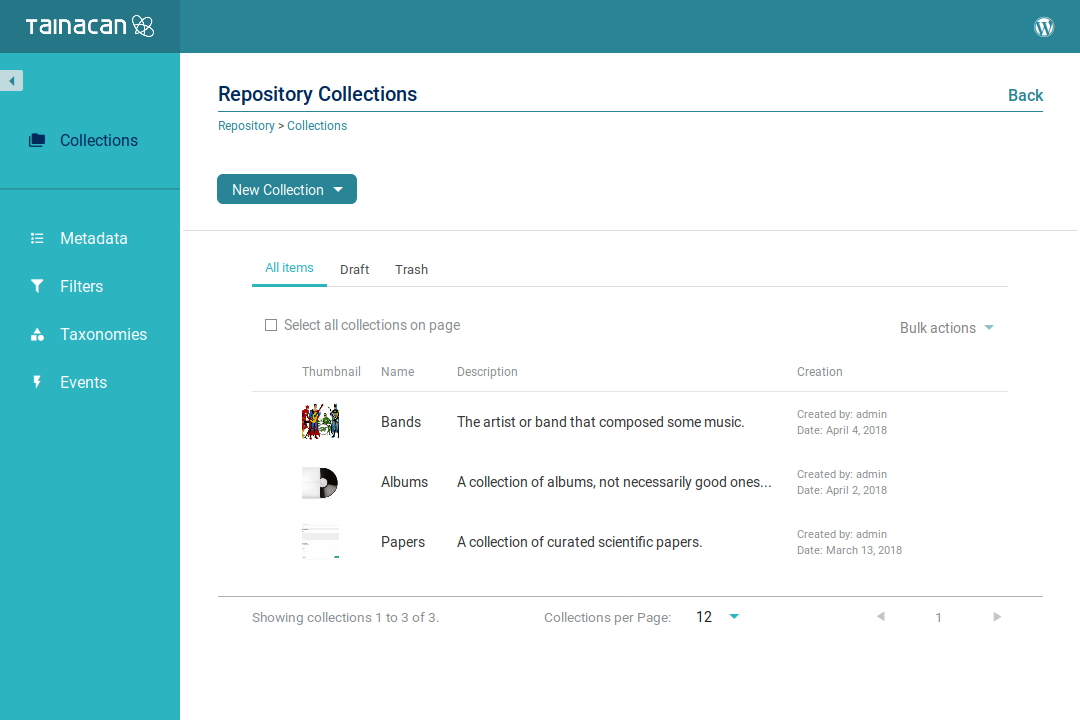 TAINACAN
Collections
Metadata
Filters
Taxonomies
Events
Repository Collections
Back
Repository > Collections
New Collection
All items Draft Trash
Select all collections on page
Bulk actions
Thumbnail Name Description Creation
Bands The artist or band that composed some music. Created by: admin
Date: April 4, 2018
Albums A collection of albums, not necessarily good ones... Created by: admin
Date: April 2, 2018
Papers A collection of curated scientific papers. Created by: admin
Date: March 13, 2018
Showing collections 1 to 3 of 3. Collections per Page: 12 1